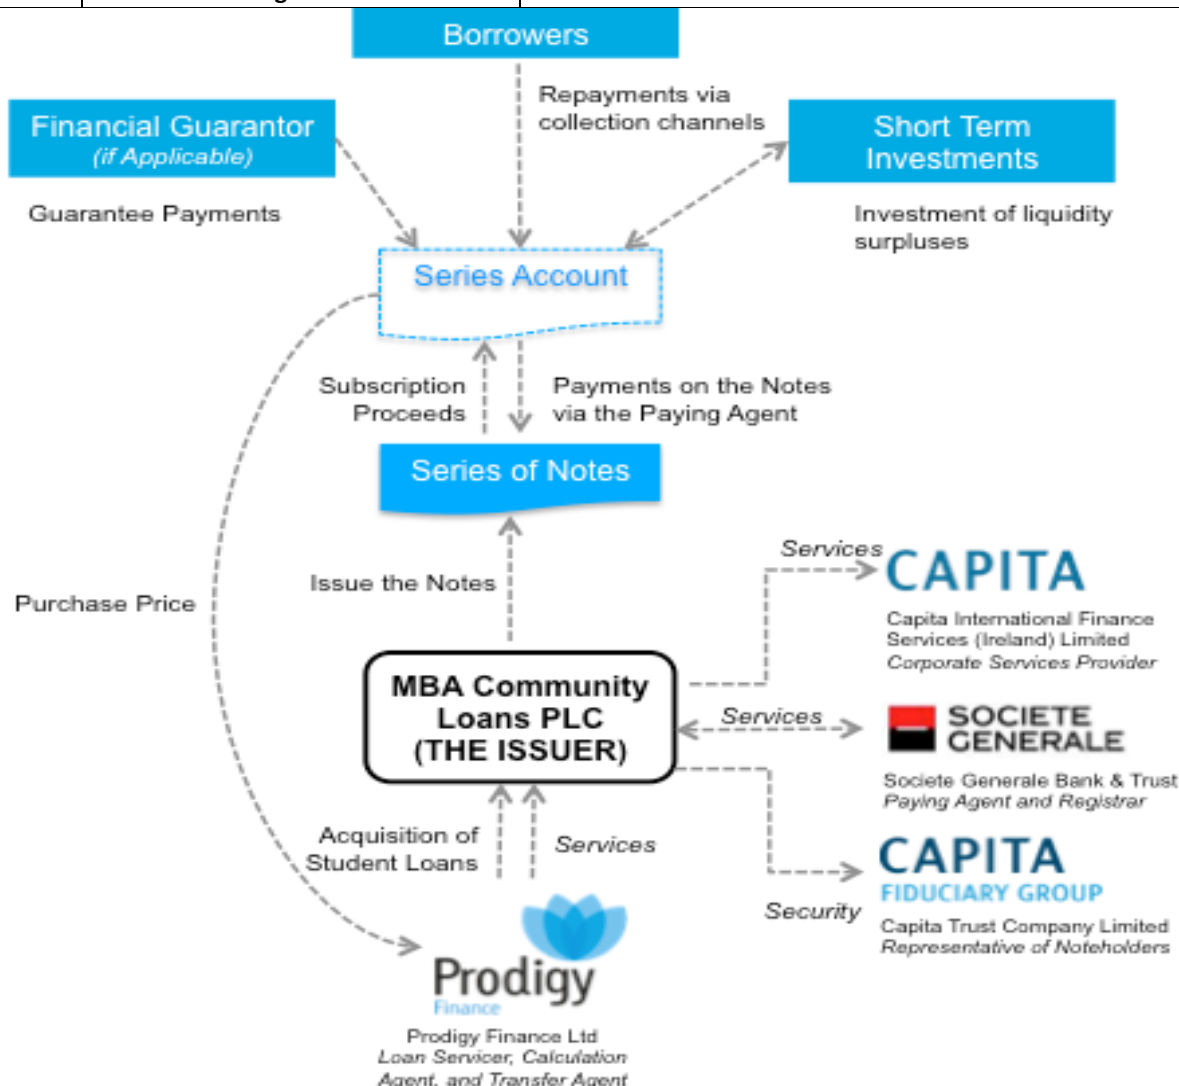 Borrowers
Repayments via
collection channels
Financial Guarantor
(if Applicable)
Short Term
Investments
Guarantee Payments
Investment of liquidity
surpluses
Series Account
Subscription
Proceeds
Payments on the Notes
via the Paying Agent
Series of Notes
Issue the Notes
Purchase Price
Services
CAPITA
Capita International Finance
Services (Ireland) Limited
Corporate Services Provider
MBA Community
Loans PLC
(THE ISSUER)
Services
SOCIETE
GENERALE
Societe Generale Bank & Trust
Paying Agent and Registrar
Acquisition of
Student Loans
Services
CAPITA
FIDUCIARY GROUP
Security
Capita Trust Company Limited
Representative of Noteholders
Prodigy
Finance
Prodigy Finance Ltd
Loan Servicer, Calculation
Agent, and Transfer Agent